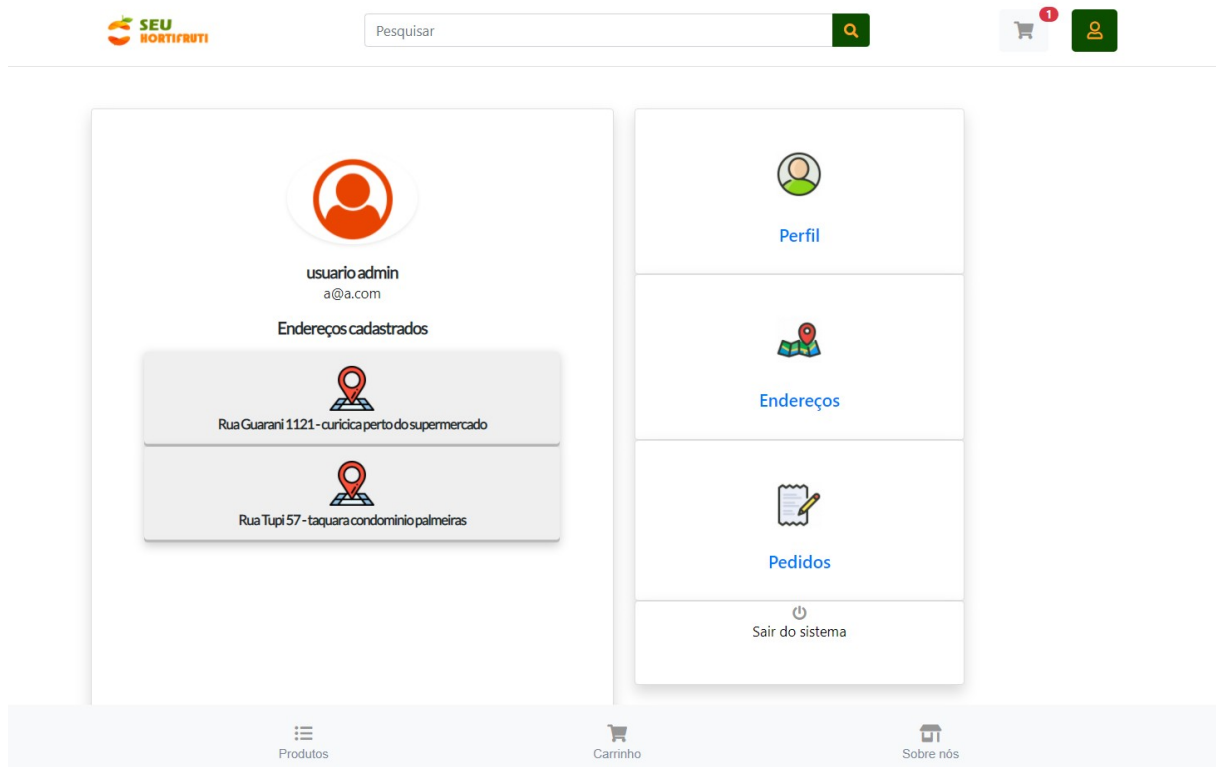 SEU
HORTIFRUTI
Pesquisar
1
usuario admin
a@a.com
Endereços cadastrados
Rua Guarani 1121 - curicica perto do supermercado
Rua Tupi 57 - taquara condominio palmeiras
Perfil
Endereços
Pedidos
Sair do sistema
Produtos
Carrinho
Sobre nós